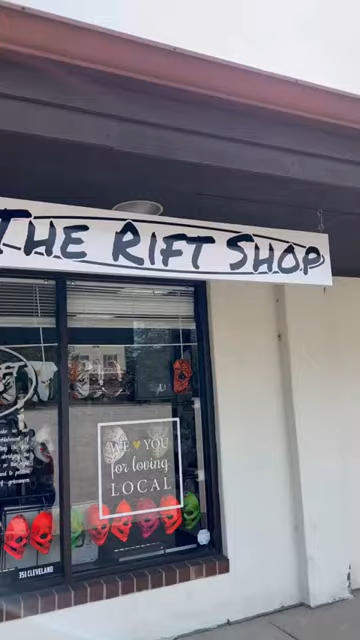 THE RIFT SHOP
WE YOU
for loving
LOCAL
351 CLEVELAND